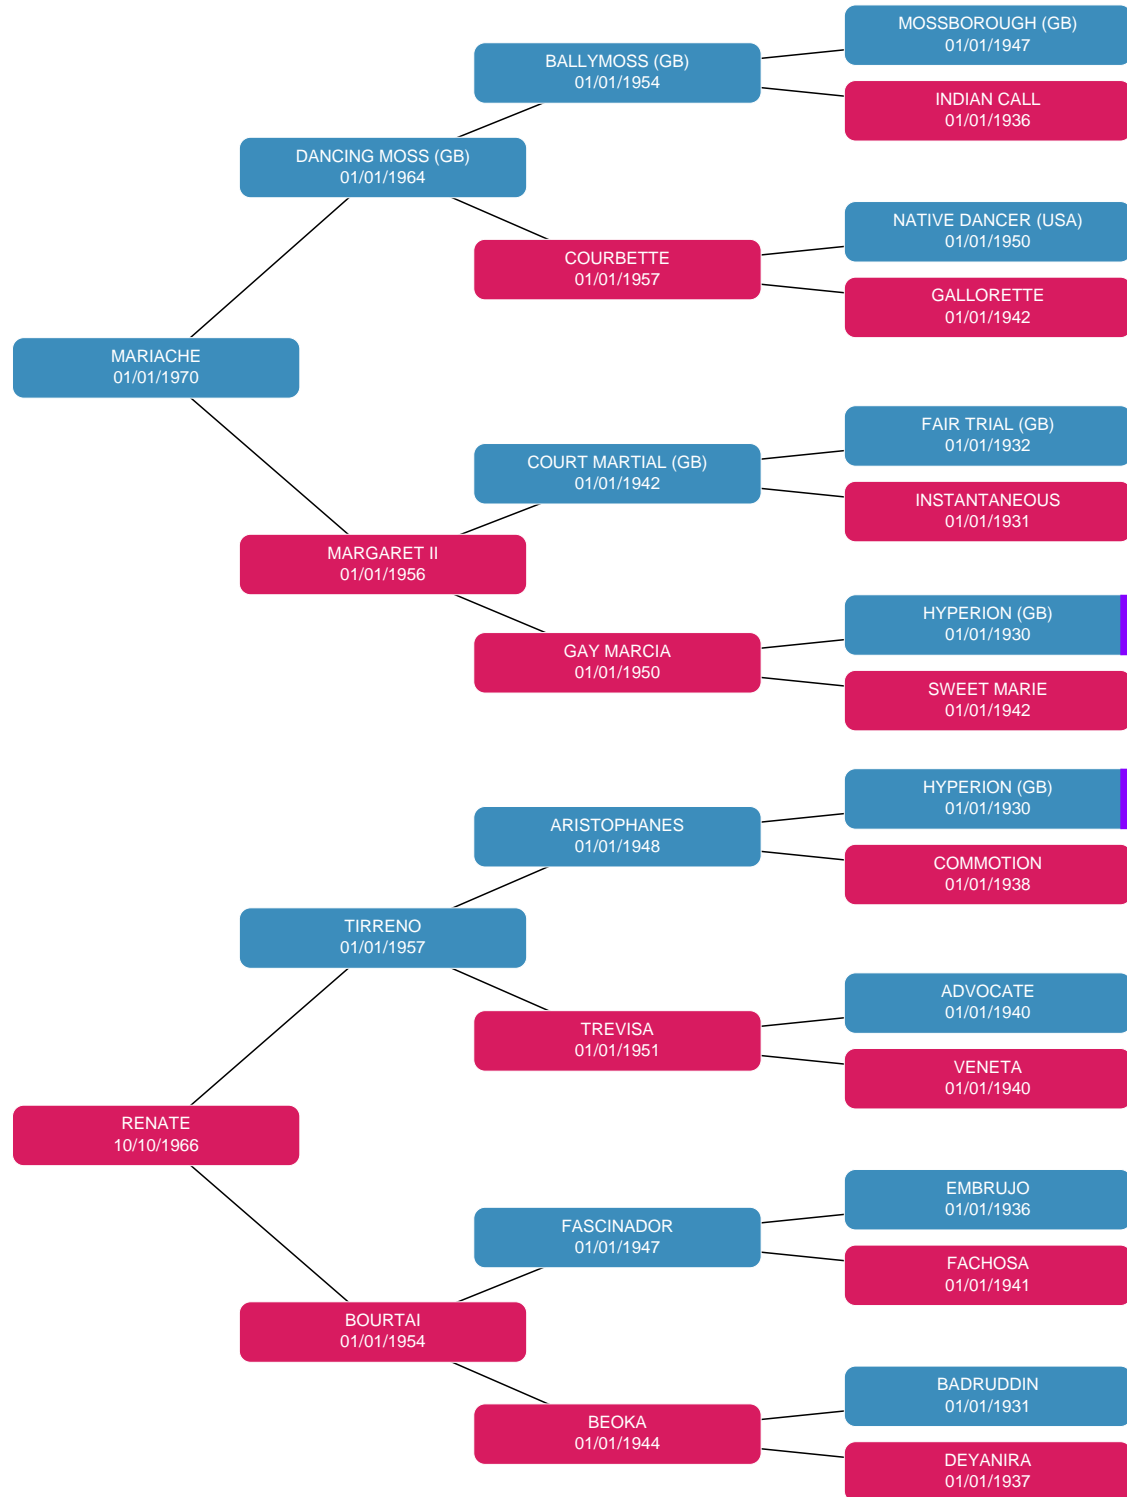 MOSSBOROUGH (GB)
01/01/1947
BALLYMOSS (GB)
01/01/1954
INDIAN CALL
01/01/1936
DANCING MOSS (GB)
01/01/1964
NATIVE DANCER (USA)
01/01/1950
COURBETTE
01/01/1957
GALLORETTE
01/01/1942
MARIACHE
01/01/1970
FAIR TRIAL (GB)
01/01/1932
COURT MARTIAL (GB)
01/01/1942
INSTANTANEOUS
01/01/1931
MARGARET II
01/01/1956
HYPERION (GB)
01/01/1930
GAY MARCIA
01/01/1950
SWEET MARIE
01/01/1942
HYPERION (GB)
01/01/1930
ARISTOPHANES
01/01/1948
COMMOTION
01/01/1938
TIRRENO
01/01/1957
ADVOCATE
01/01/1940
TREVISA
01/01/1951
VENETA
01/01/1940
RENATE
10/10/1966
EMBRUJO
01/01/1936
FASCINADOR
01/01/1947
FACHOSA
01/01/1941
BOURTAI
01/01/1954
BADRUDDIN
01/01/1931
BEOKA
01/01/1944
DEYANIRA
01/01/1937